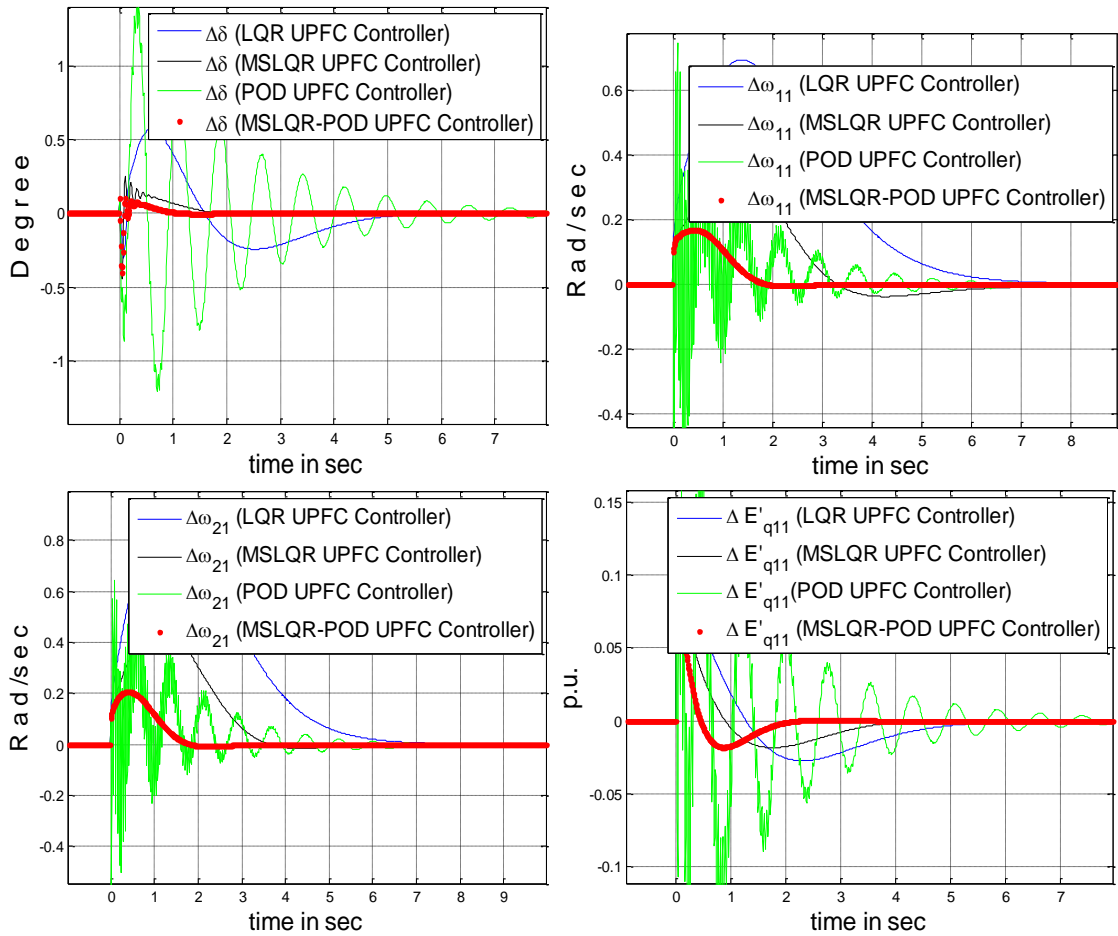 Δδ (LQR UPFC Controller)
Δδ (MSLQR UPFC Controller)
Δδ (POD UPFC Controller)
Δδ (MSLQR-POD UPFC Controller)
1
0.5
0
-0.5
-1
Degree
0 1 2 3 4 5 6 7
time in sec
Δω11 (LQR UPFC Controller)
Δω11 (MSLQR UPFC Controller)
Δω11 (POD UPFC Controller)
Δω11 (MSLQR-POD UPFC Controller)
0.6
0.4
0.2
0
-0.2
-0.4
Rad/sec
0 1 2 3 4 5 6 7 8
time in sec
Δω21 (LQR UPFC Controller)
Δω21 (MSLQR UPFC Controller)
Δω21 (POD UPFC Controller)
Δω21 (MSLQR-POD UPFC Controller)
0.8
0.6
0.4
0.2
0
-0.2
-0.4
Rad/sec
0 1 2 3 4 5 6 7 8 9
time in sec
Δ E'q11 (LQR UPFC Controller)
Δ E'q11 (MSLQR UPFC Controller)
Δ E'q11(POD UPFC Controller)
Δ E'q11 (MSLQR-POD UPFC Controller)
0.15
0.1
0.05
0
-0.05
-0.1
p.u.
0 1 2 3 4 5 6 7
time in sec